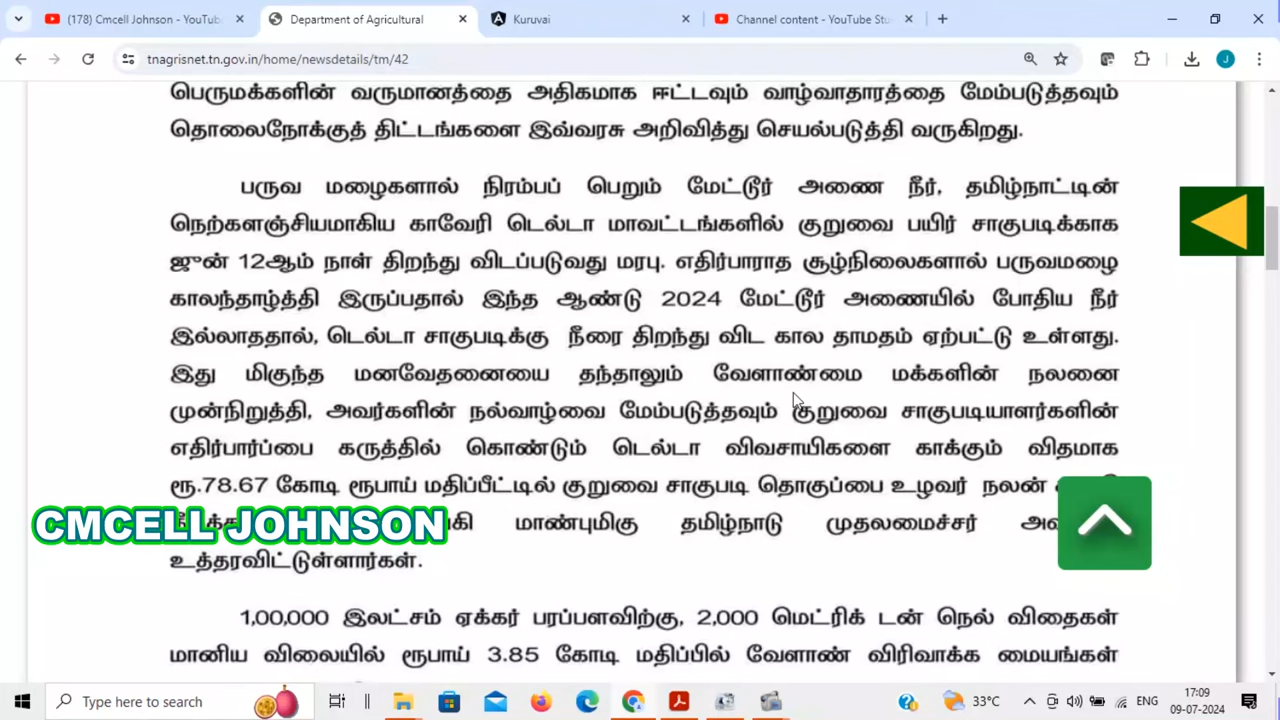 (178) Cmcell Johnson - YouTube
Department of Agricultural
Kuruvai
Channel content - YouTube Stu
tnagrisnet.tn.gov.in/home/newsdetails/tm/42
பெருமக்களின் வருமானத்தை அதிகமாக ஈட்டவும் வாழ்வாதாரத்தை மேம்படுத்தவும்
தொலைநோக்குத் திட்டங்களை இவ்வரசு அறிவித்து செயல்படுத்தி வருகிறது.
பருவ மழைகளால் நிரம்பப் பெறும் மேட்டூர் அணை நீர், தமிழ்நாட்டின்
நெற்களஞ்சியமாகிய காவேரி டெல்டா மாவட்டங்களில் குறுவை பயிர் சாகுபடிக்காக
ஜுன் 12ஆம் நாள் திறந்து விடப்படுவது மரபு. எதிர்பாராத சூழ்நிலைகளால் பருவமழை
காலந்தாழ்த்தி இருப்பதால் இந்த ஆண்டு 2024 மேட்டூர் அணையில் போதிய நீர்
இல்லாததால், டெல்டா சாகுபடிக்கு நீரை திறந்து விட கால தாமதம் ஏற்பட்டு உள்ளது.
இது மிகுந்த மனவேதனையை தந்தாலும் வேளாண்மை மக்களின் நலனை
முன்நிறுத்தி, அவர்களின் நல்வாழ்வை மேம்படுத்தவும் குறுவை சாகுபடியாளர்களின்
எதிர்பார்ப்பை கருத்தில் கொண்டும் டெல்டா விவசாயிகளை காக்கும் விதமாக
ரூ.78.67 கோடி ரூபாய் மதிப்பீட்டில் குறுவை சாகுபடி தொகுப்பை உழவர் நலன்
மாண்புமிகு தமிழ்நாடு முதலமைச்சர்
CMCELL JOHNSON
உத்தரவிட்டுள்ளார்கள்.
1,00,000 இலட்சம் ஏக்கர் பரப்பளவிற்கு, 2,000 மெட்ரிக் டன் நெல் விதைகள்
மானிய விலையில் ரூபாய் 3.85 கோடி மதிப்பில் வேளாண் விரிவாக்க மையங்கள்
Type here to search
33°C
ENG
17:09
09-07-2024